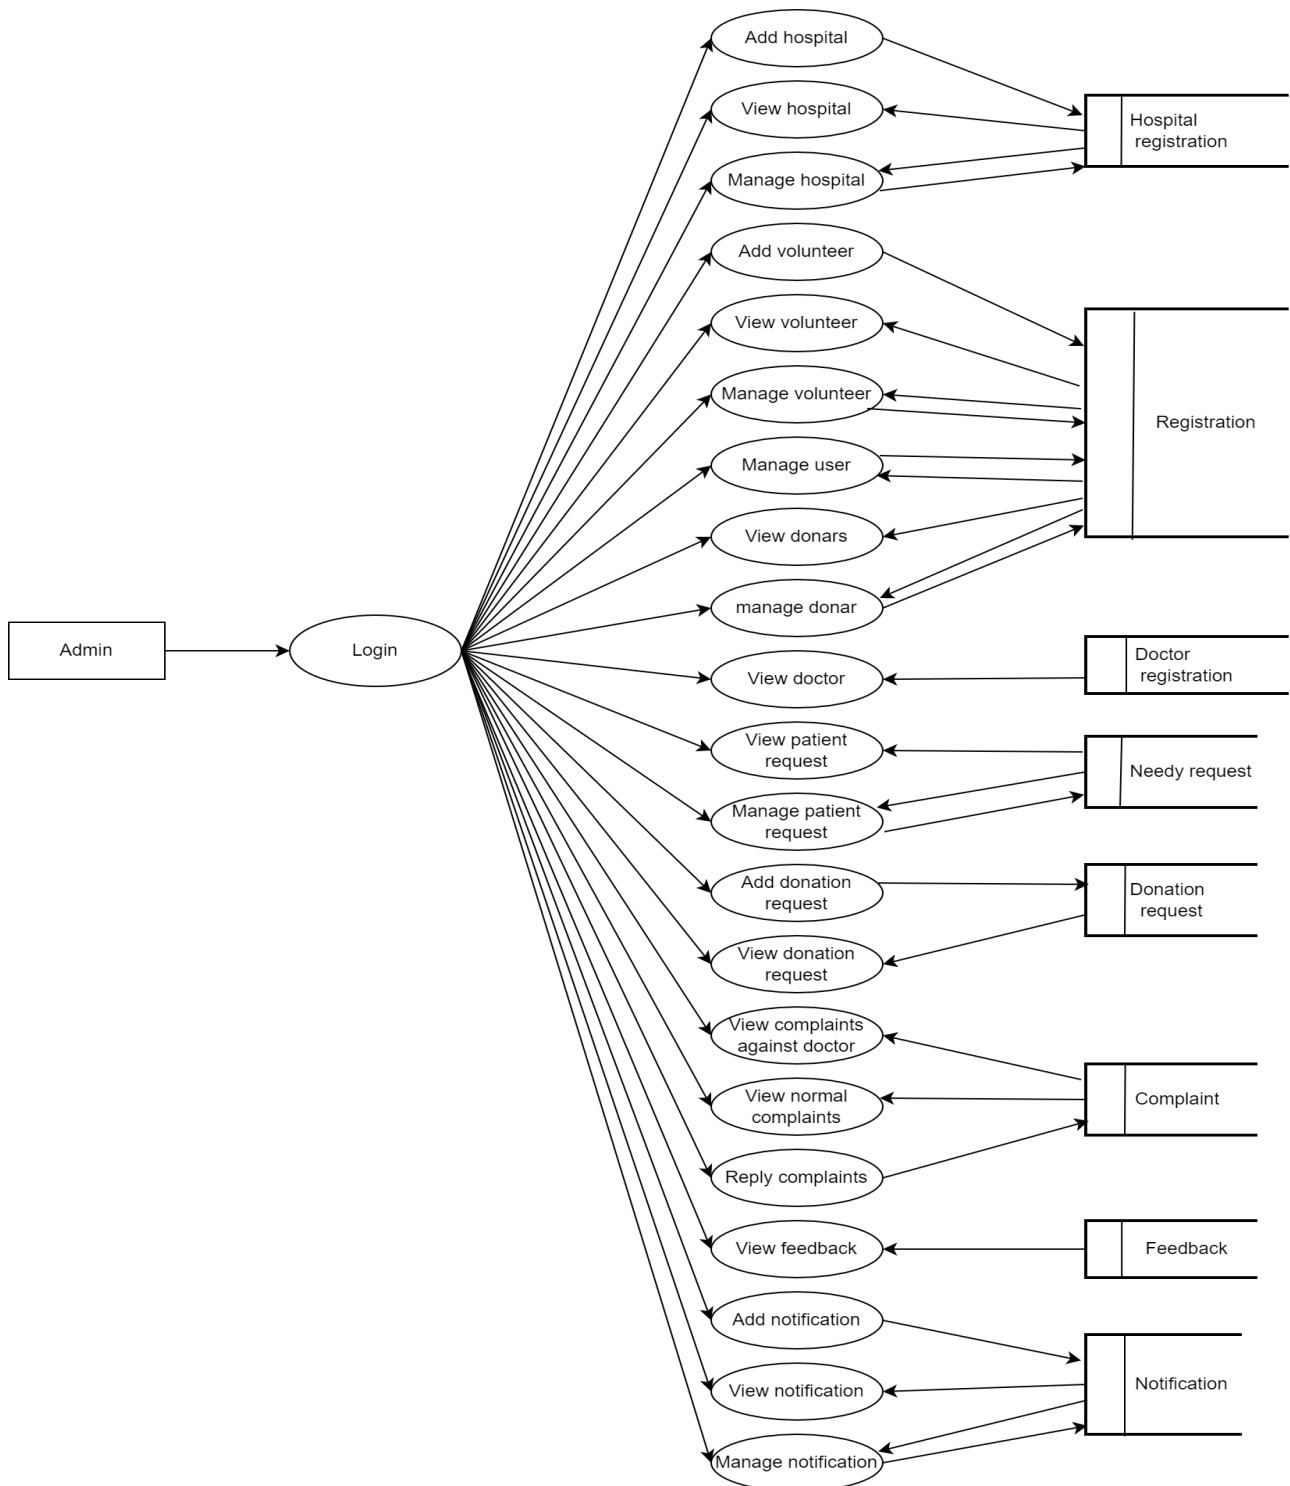 Add hospital
View hospital
Hospital
registration
Manage hospital
Add volunteer
View volunteer
Manage volunteer
Registration
Manage user
View donars
manage donar
Admin
Login
View doctor
Doctor
registration
View patient
request
Needy request
Manage patient
request
Add donation
request
Donation
request
View donation
request
View complaints
against doctor
View normal
complaints
Complaint
Reply complaints
View feedback
Feedback
Add notification
View notification
Notification
Manage notification